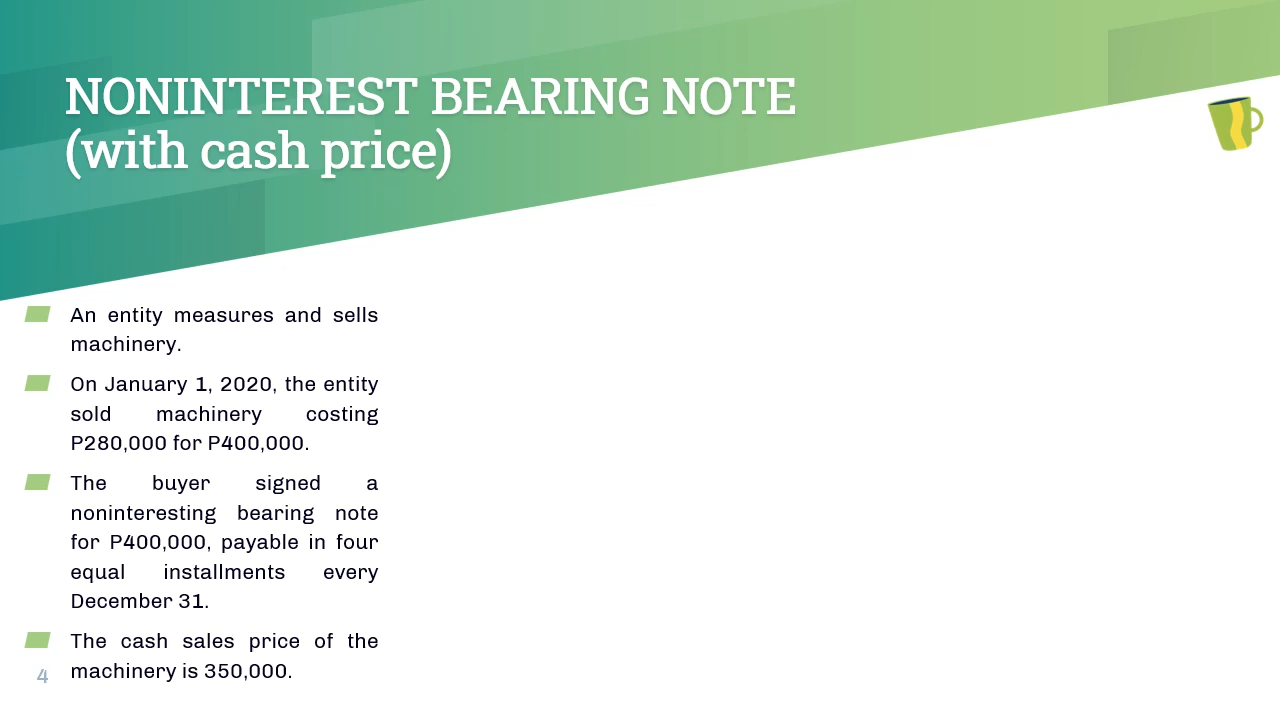 NONINTEREST BEARING NOTE
(with cash price)
An entity measures and sells
machinery.
On January 1, 2020, the entity
sold machinery costing
P280,000 for P400,000.
The buyer signed a
noninteresting bearing note
for P400,000, payable in four
equal installments every
December 31.
The cash sales price of the
machinery is 350,000.
4